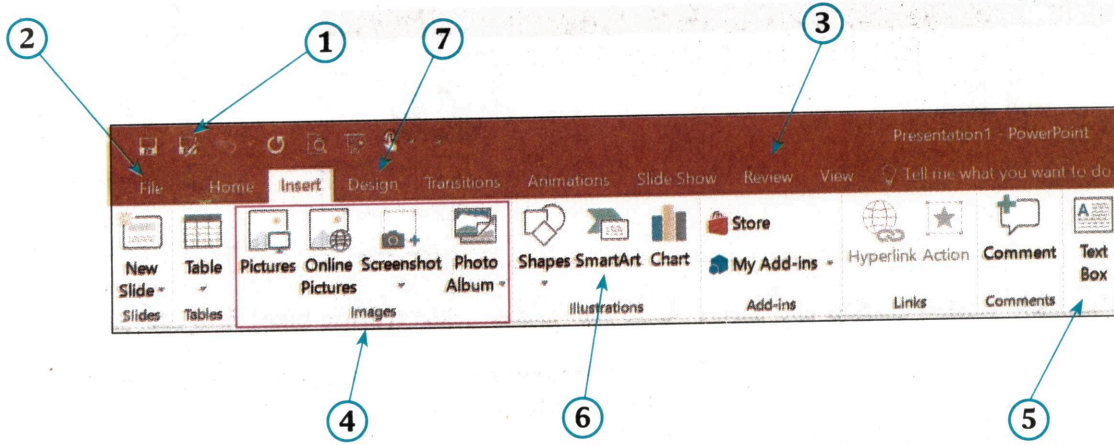 2 1 7 3
Presentation1 - PowerPoint
File Home Insert Design Transitions Animations Slide Show Review View Tell me what you want to do
New Slide
Table
Pictures
Online Pictures
Screenshot
Photo Album
Shapes
SmartArt
Chart
Store
My Add-ins
Hyperlink
Action
Comment
Text Box
Slides Tables Images Illustrations Add-ins Links Comments
4 6 5